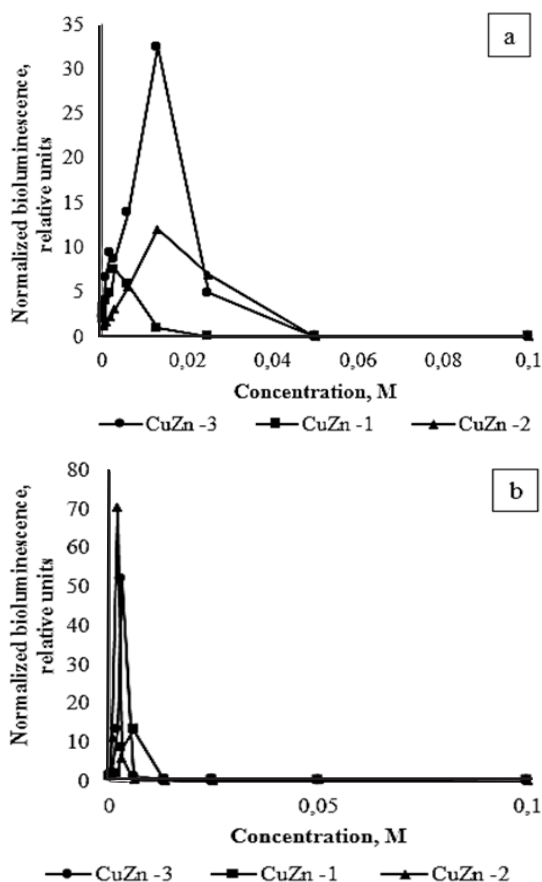 a
Normalized bioluminescence,
relative units
35
30
25
20
15
10
5
0
0 0,02 0,04 0,06 0,08 0,1
Concentration, M
CuZn -3 CuZn -1 CuZn -2
b
Normalized bioluminescence,
relative units
80
70
60
50
40
30
20
10
0
0 0,05 0,1
Concentration, M
CuZn -3 CuZn -1 CuZn -2